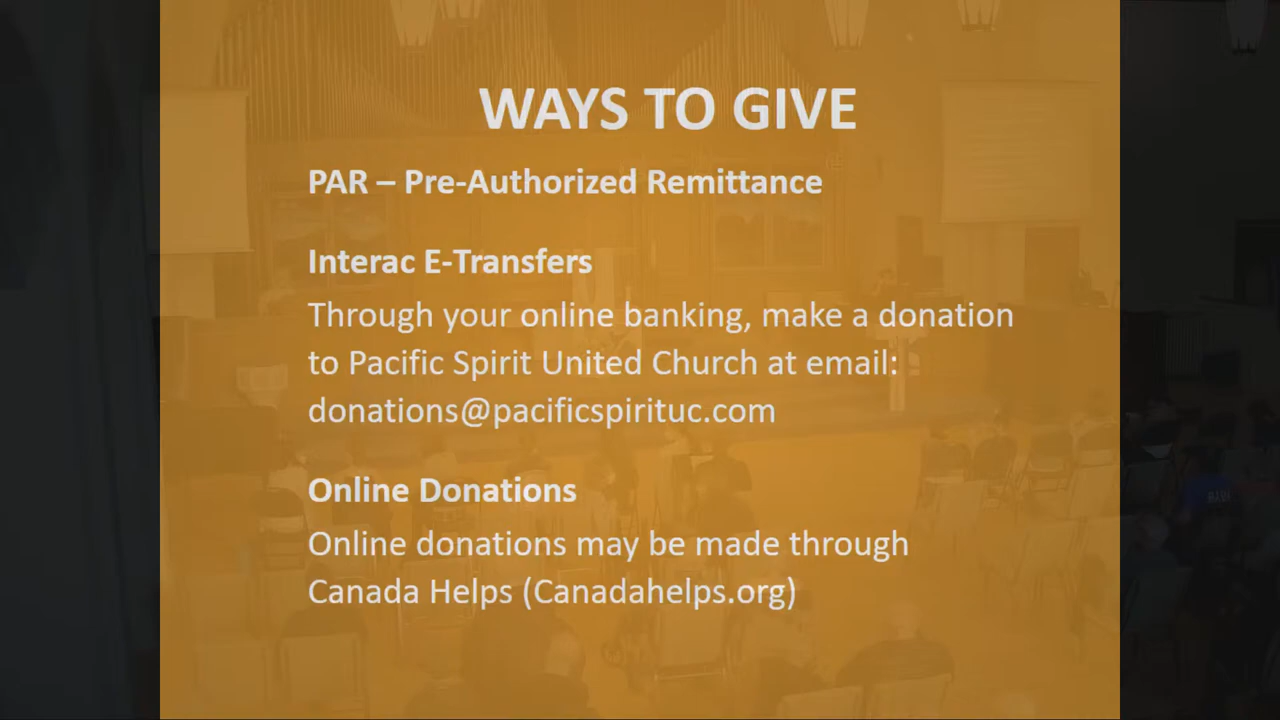 WAYS TO GIVE
PAR – Pre-Authorized Remittance
Interac E-Transfers
Through your online banking, make a donation
to Pacific Spirit United Church at email:
donations@pacificspirituc.com
Online Donations
Online donations may be made through
Canada Helps (Canadahelps.org)